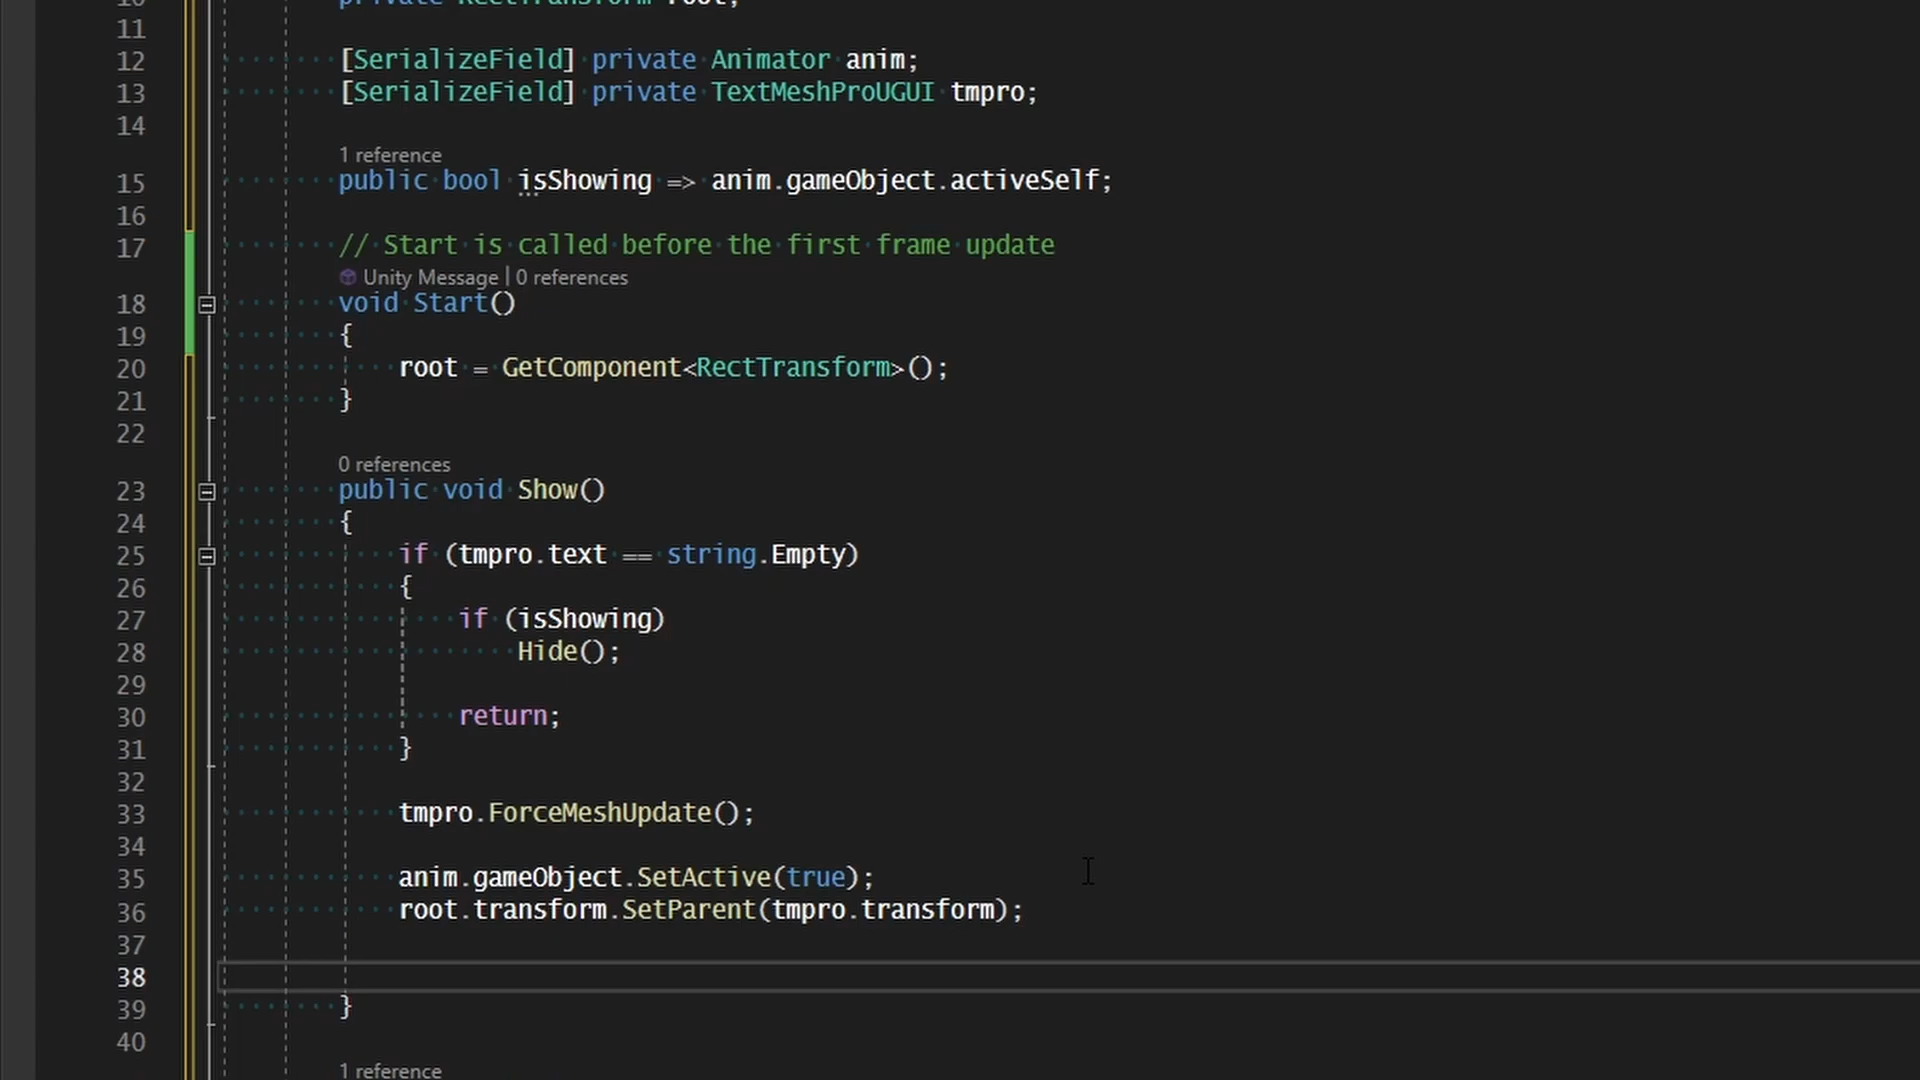 10 private RectTransform root;
11
12 [SerializeField] private Animator anim;
13 [SerializeField] private TextMeshProUGUI tmpro;
14
1 reference
15 public bool isShowing => anim.gameObject.activeSelf;
16
17 // Start is called before the first frame update
Unity Message | 0 references
18 void Start()
19 {
20 root = GetComponent<RectTransform>();
21 }
22
0 references
23 public void Show()
24 {
25 if (tmpro.text == string.Empty)
26 {
27 if (isShowing)
28 Hide();
29
30 return;
31 }
32
33 tmpro.ForceMeshUpdate();
34
35 anim.gameObject.SetActive(true);
36 root.transform.SetParent(tmpro.transform);
37
38
39 }
40
1 reference